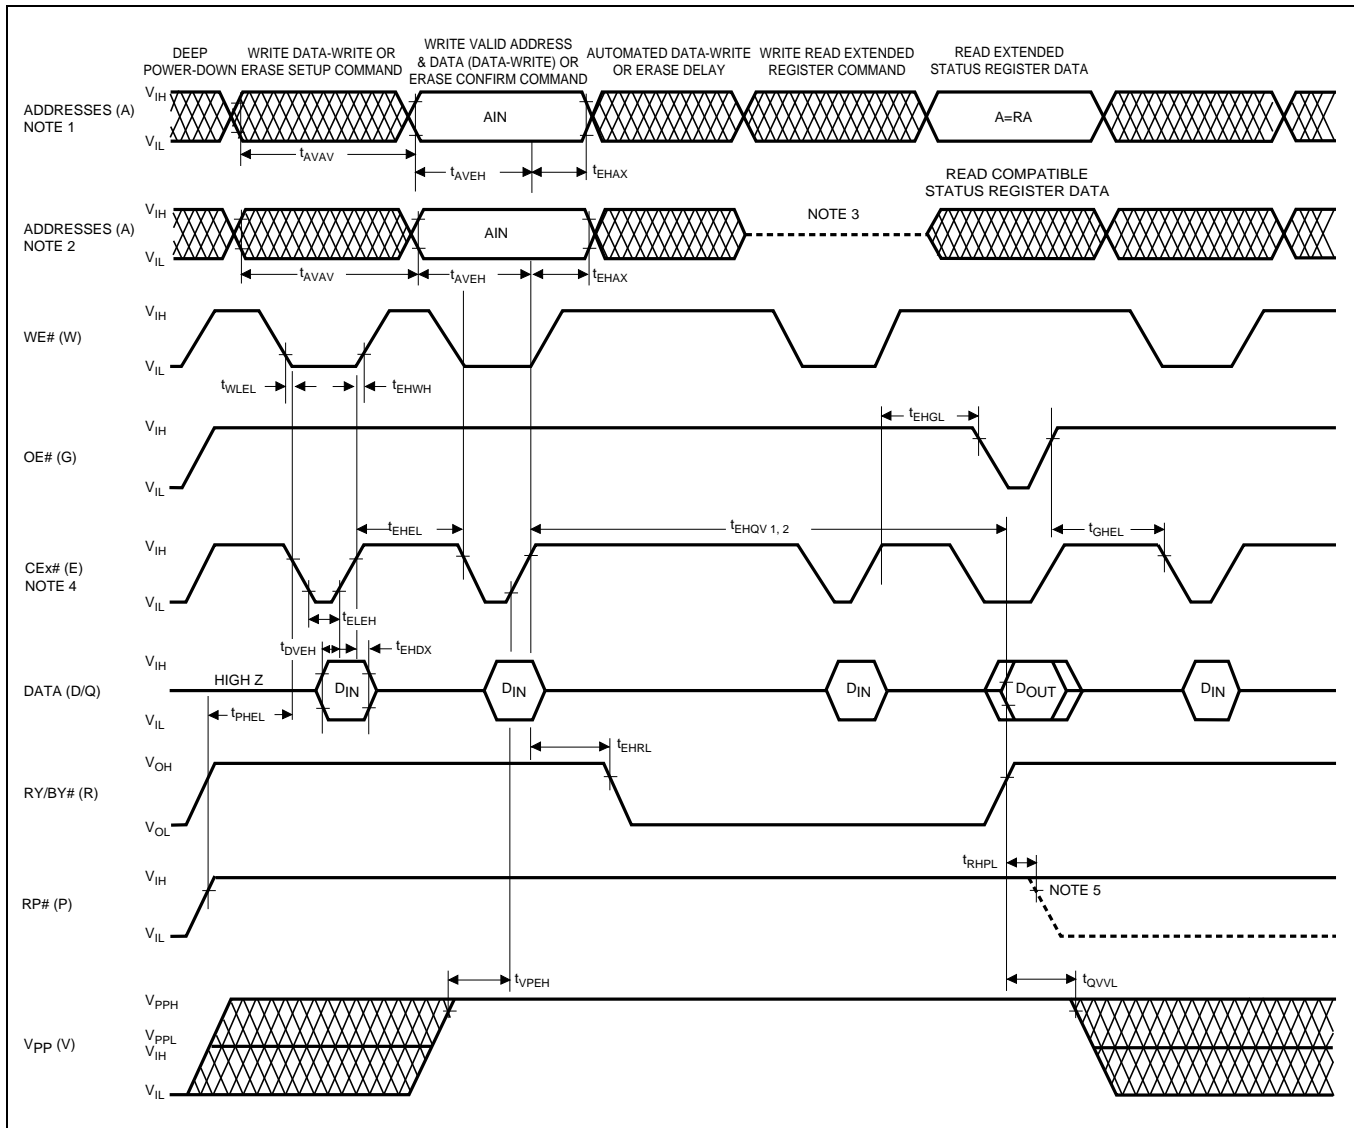 DEEP
POWER-DOWN
WRITE DATA-WRITE OR
ERASE SETUP COMMAND
WRITE VALID ADDRESS
& DATA (DATA-WRITE) OR
ERASE CONFIRM COMMAND
AUTOMATED DATA-WRITE
OR ERASE DELAY
WRITE READ EXTENDED
REGISTER COMMAND
READ EXTENDED
STATUS REGISTER DATA
ADDRESSES (A)
NOTE 1
VIH
VIL
AIN
A=RA
tAVAV
tAVEH
tEHAX
READ COMPATIBLE
STATUS REGISTER DATA
ADDRESSES (A)
NOTE 2
VIH
VIL
AIN
NOTE 3
tAVAV
tAVEH
tEHAX
WE# (W)
VIH
VIL
tWLEL
tEHWH
OE# (G)
VIH
VIL
tEHGL
CEx# (E)
NOTE 4
VIH
VIL
tEHEL
tEHQV 1, 2
tGHEL
tELEH
DATA (D/Q)
VIH
VIL
HIGH Z
tDVEH
tEHDX
DIN
DIN
DIN
DOUT
DIN
tPHEL
RY/BY# (R)
VOH
VOL
tEHRL
RP# (P)
VIH
VIL
tRHPL
NOTE 5
VPP (V)
VPPH
VPPL
VIH
VIL
tVPEH
tQVVL